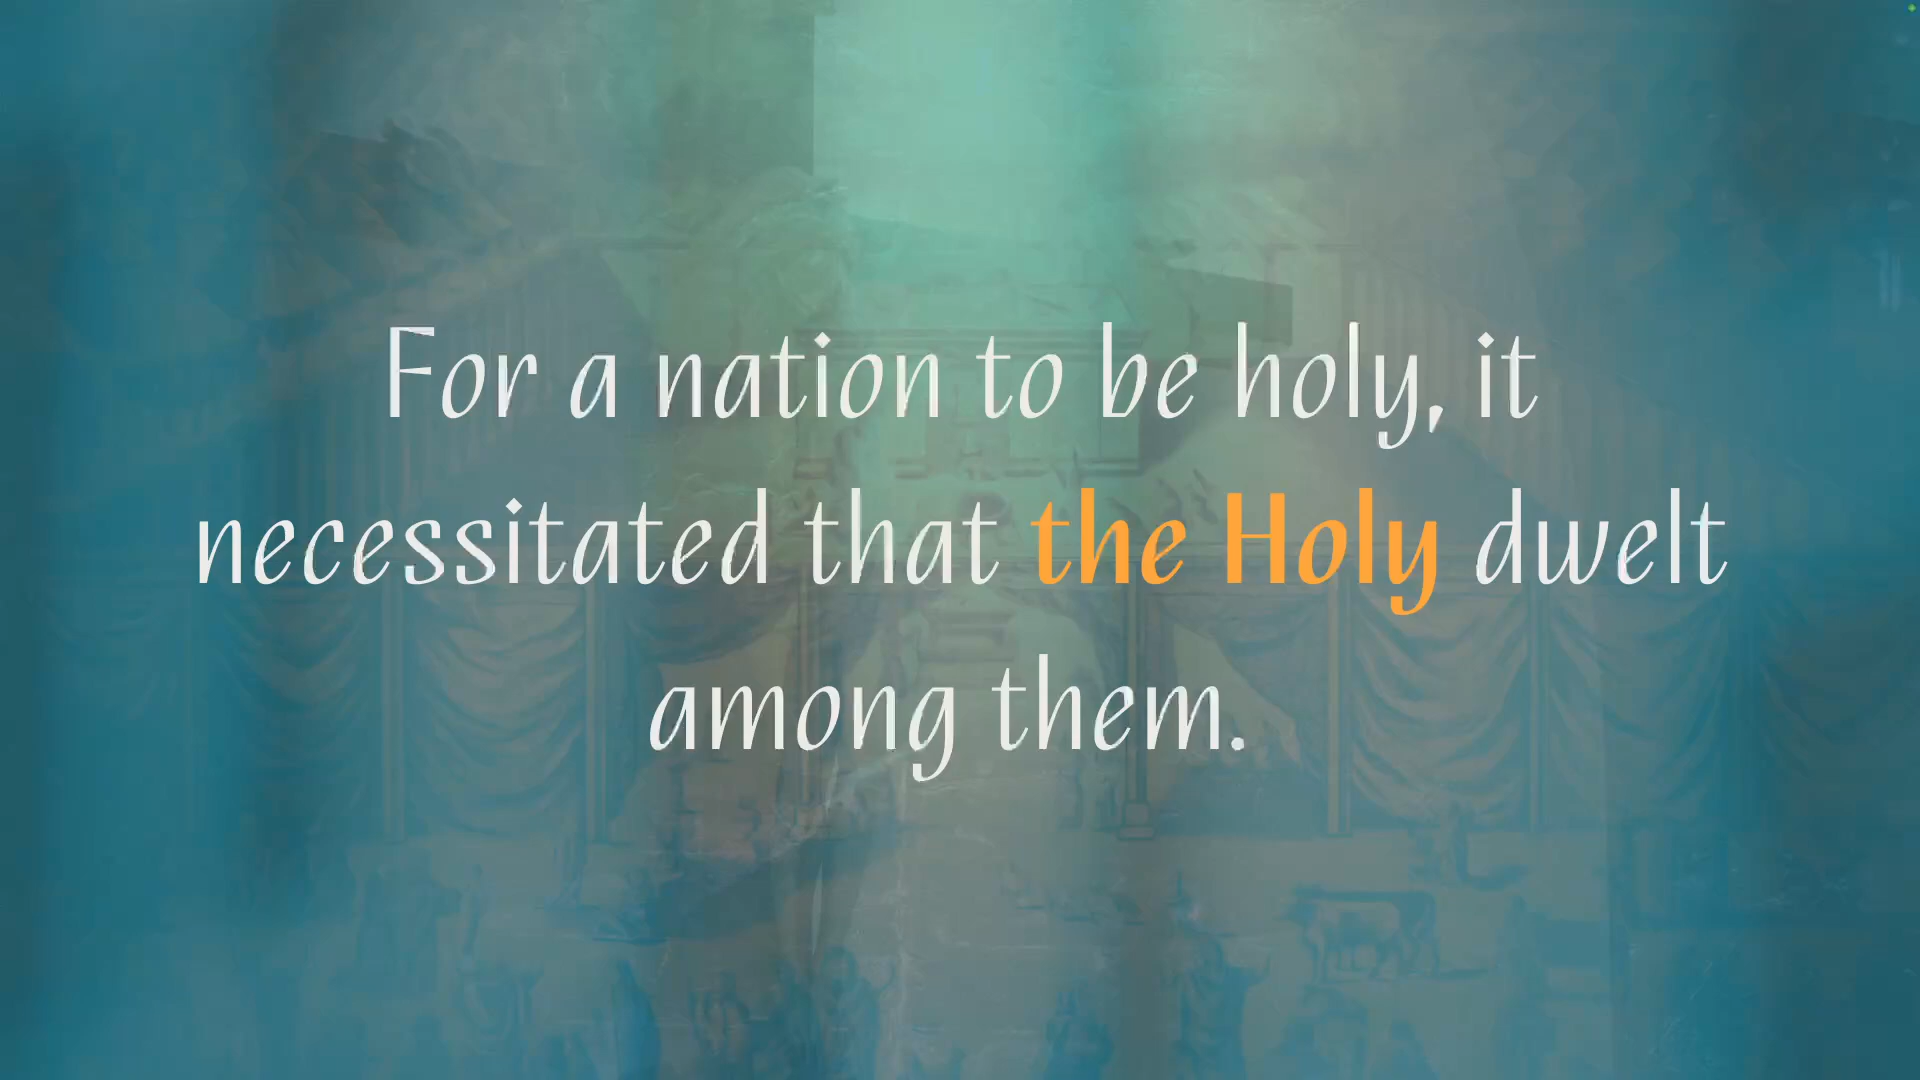 For a nation to be holy, it
necessitated that the Holy dwelt
among them.